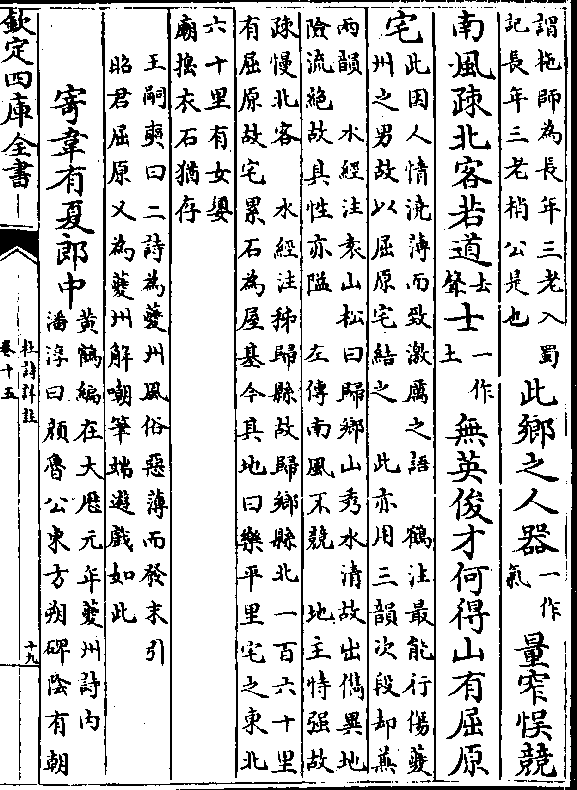 謂柂師為長年三老入蜀
記長年三老梢公是也
此鄉之人器
一作
氣
量窄悞競
南風疎北客若道
去
聲
士
一作
土
無英俊才何得山有屈原
宅
此因人情澆薄而致激厲之語 鶴注最能行傷夔
州之男故以屈原宅結之 此亦用三韻次段却兼
兩韻 水經注袁山松曰歸鄉山秀水清故出儁異地
險流絶故其性亦隘 左傳南風不競 地主特强故
疎慢北客 水經注秭歸縣故歸鄉縣北一百六十里
有屈原故宅累石為屋基今其地曰樂平里宅之東北
六十里有女嬃
廟擣衣石猶存
王嗣奭曰二詩為夔州風俗惡薄而發末引
昭君屈原又為夔州解嘲筆端遊戲如此
寄韋有夏郎中
黃鶴編在大厯元年夔州詩内
潘淳曰顔魯公東方朔碑陰有朝
欽定四庫全書
杜詩詳註
卷十五
十九